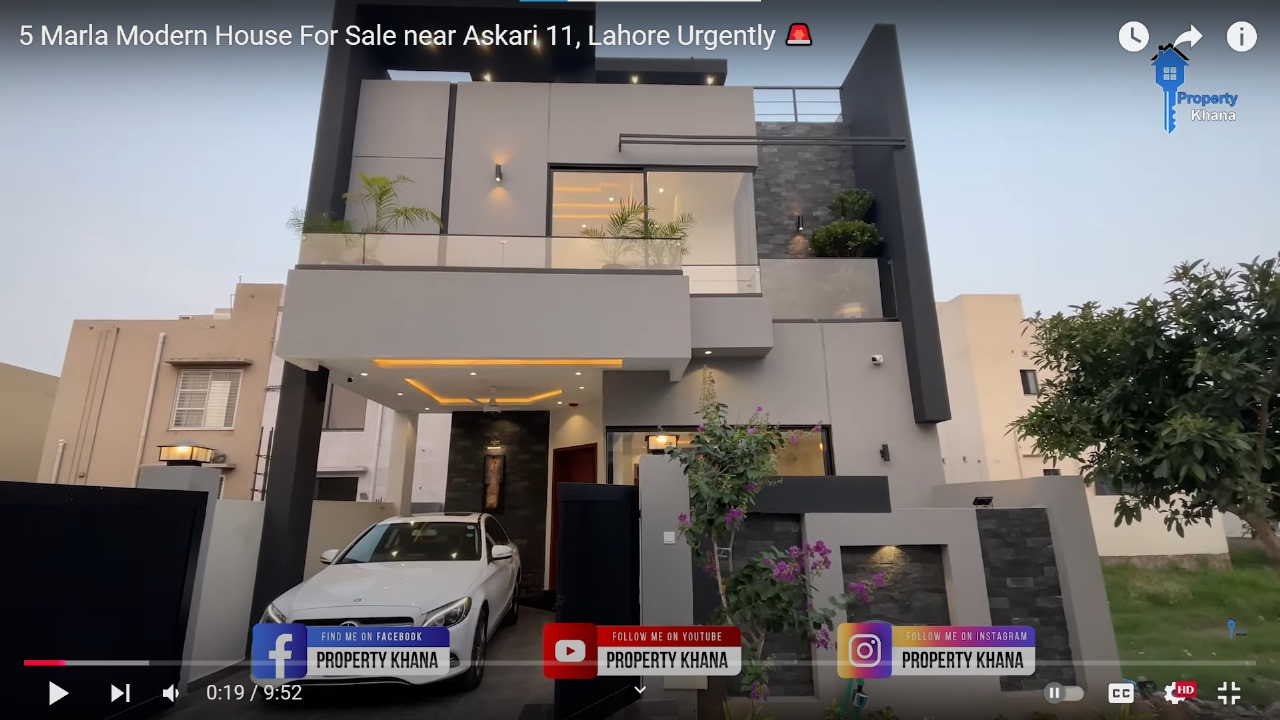 5 Marla Modern House For Sale near Askari 11, Lahore Urgently 🚨
Property
Khana
FIND ME ON FACEBOOK
PROPERTY KHANA
FOLLOW ME ON YOUTUBE
PROPERTY KHANA
FOLLOW ME ON INSTAGRAM
PROPERTY KHANA
0:19 / 9:52
CC
HD